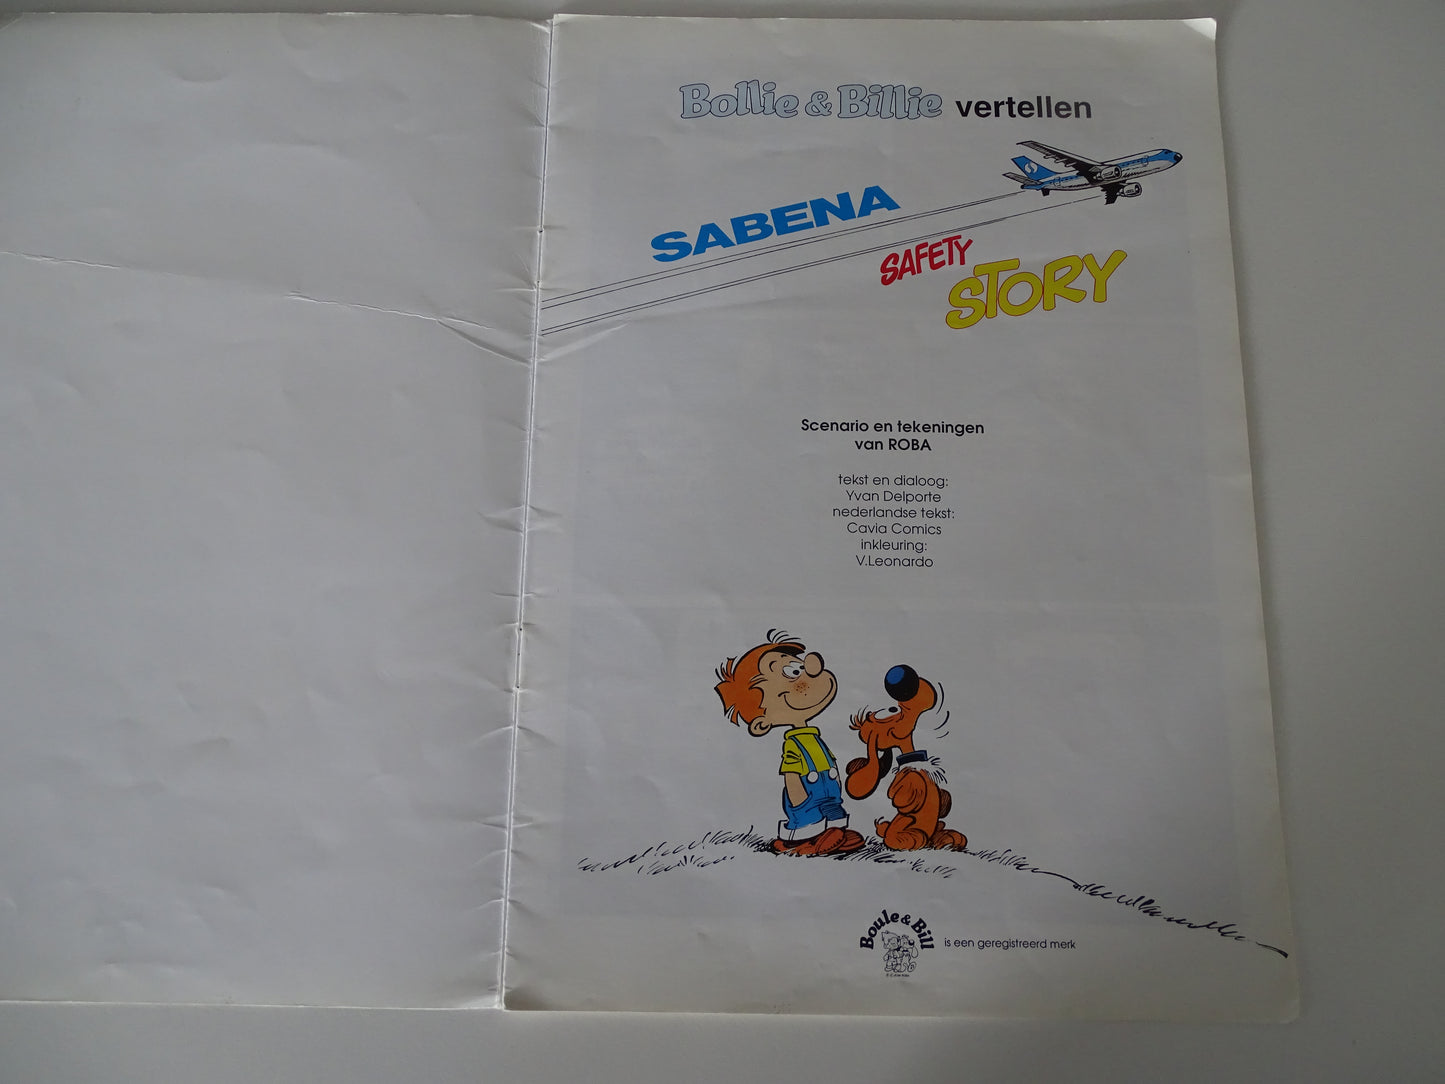 Bollie & Billie vertellen
SABENA
SAFETY
STORY
Scenario en tekeningen
van ROBA
tekst en dialoog:
Yvan Delporte
nederlandse tekst:
Cavia Comics
inkleuring:
V.Leonardo
Boule & Bill
is een geregistreerd merk